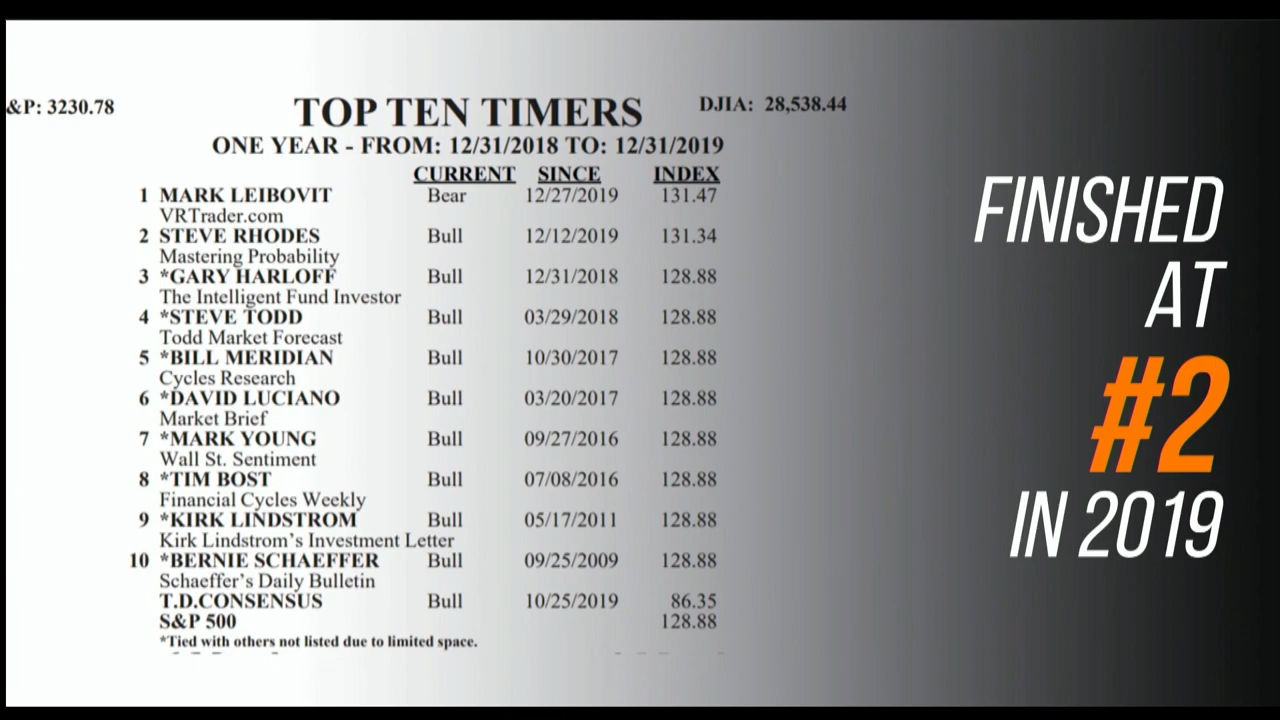 &P: 3230.78
TOP TEN TIMERS
DJIA: 28,538.44
ONE YEAR - FROM: 12/31/2018 TO: 12/31/2019
CURRENT SINCE INDEX
1 MARK LEIBOVIT Bear 12/27/2019 131.47
VRTrader.com
2 STEVE RHODES Bull 12/12/2019 131.34
Mastering Probability
3 *GARY HARLOFF Bull 12/31/2018 128.88
The Intelligent Fund Investor
4 *STEVE TODD Bull 03/29/2018 128.88
Todd Market Forecast
5 *BILL MERIDIAN Bull 10/30/2017 128.88
Cycles Research
6 *DAVID LUCIANO Bull 03/20/2017 128.88
Market Brief
7 *MARK YOUNG Bull 09/27/2016 128.88
Wall St. Sentiment
8 *TIM BOST Bull 07/08/2016 128.88
Financial Cycles Weekly
9 *KIRK LINDSTROM Bull 05/17/2011 128.88
Kirk Lindstrom's Investment Letter
10 *BERNIE SCHAEFFER Bull 09/25/2009 128.88
Schaeffer's Daily Bulletin
T.D.CONSENSUS Bull 10/25/2019 86.35
S&P 500 128.88
*Tied with others not listed due to limited space.
FINISHED
AT
#2
IN 2019